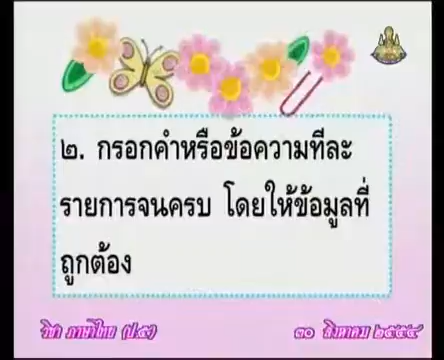 ๒. กรอกคำหรือข้อความทีละ
รายการจนครบ โดยให้ข้อมูลที่
ถูกต้อง
วิชา ภาษาไทย (ป.๕)
๓๐ สิงหาคม ๒๕๕๔